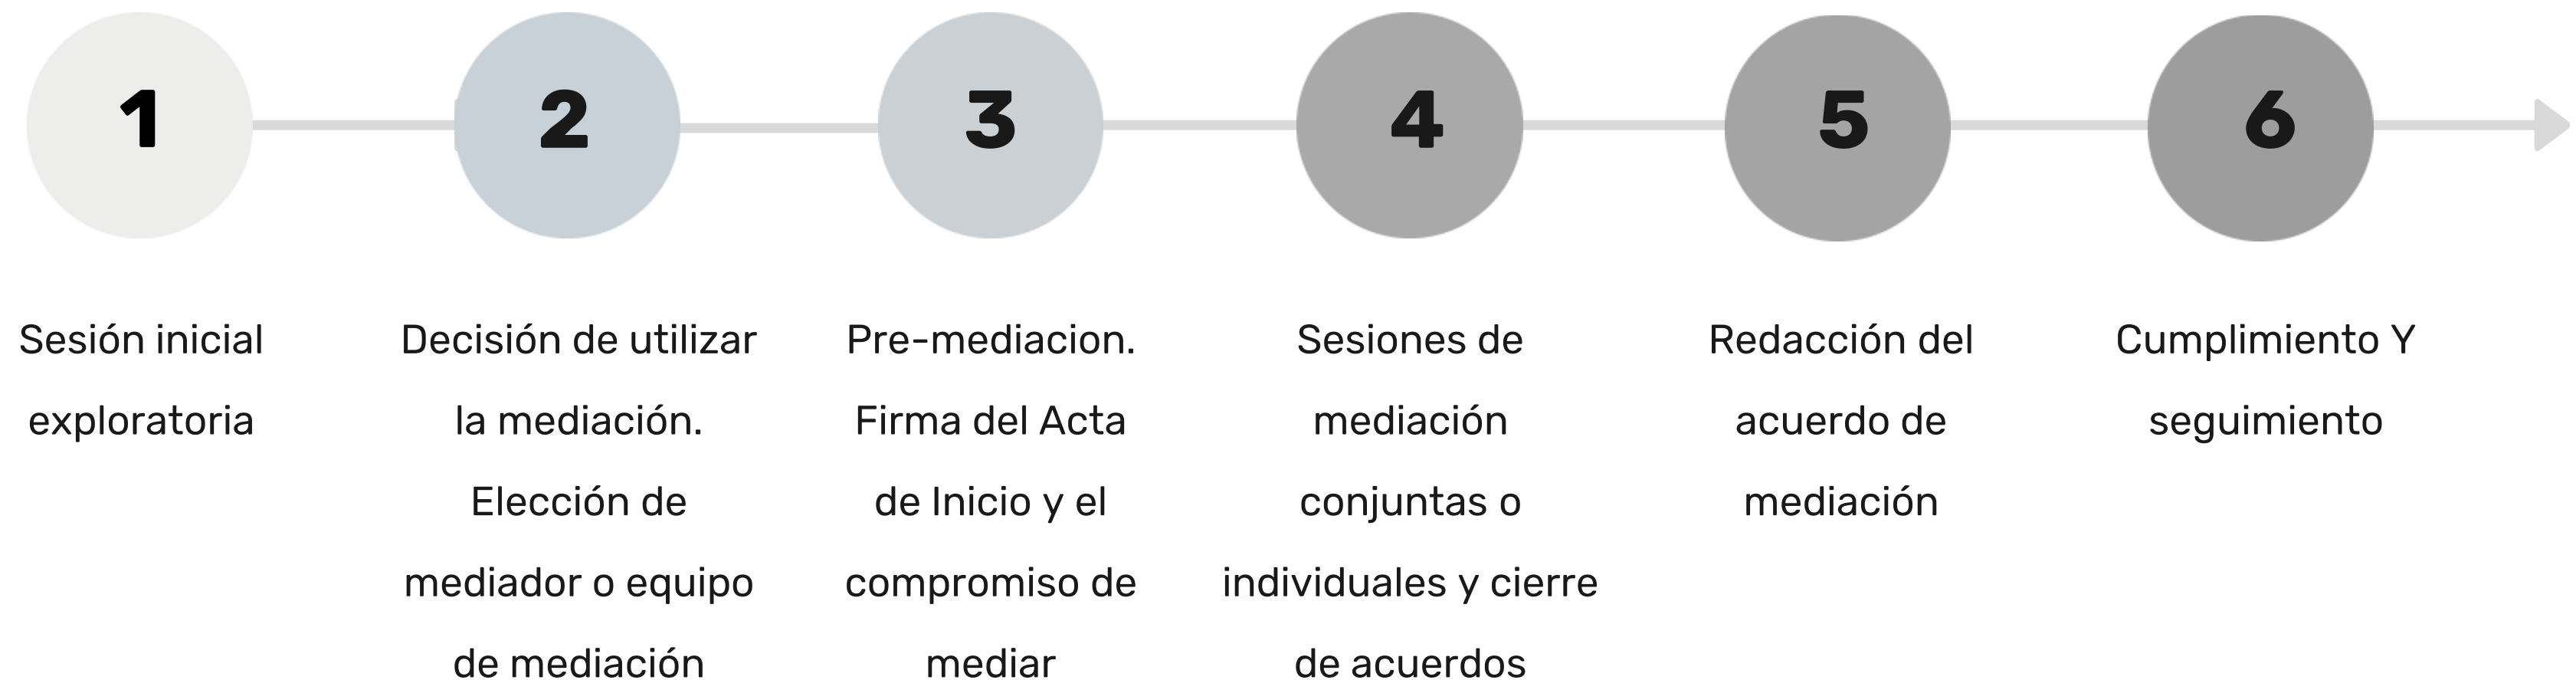 1
2
3
4
5
6
Sesión inicial
exploratoria
Decisión de utilizar
la mediación.
Elección de
mediador o equipo
de mediación
Pre-mediacion.
Firma del Acta
de Inicio y el
compromiso de
mediar
Sesiones de
mediación
conjuntas o
individuales y cierre
de acuerdos
Redacción del
acuerdo de
mediación
Cumplimiento Y
seguimiento